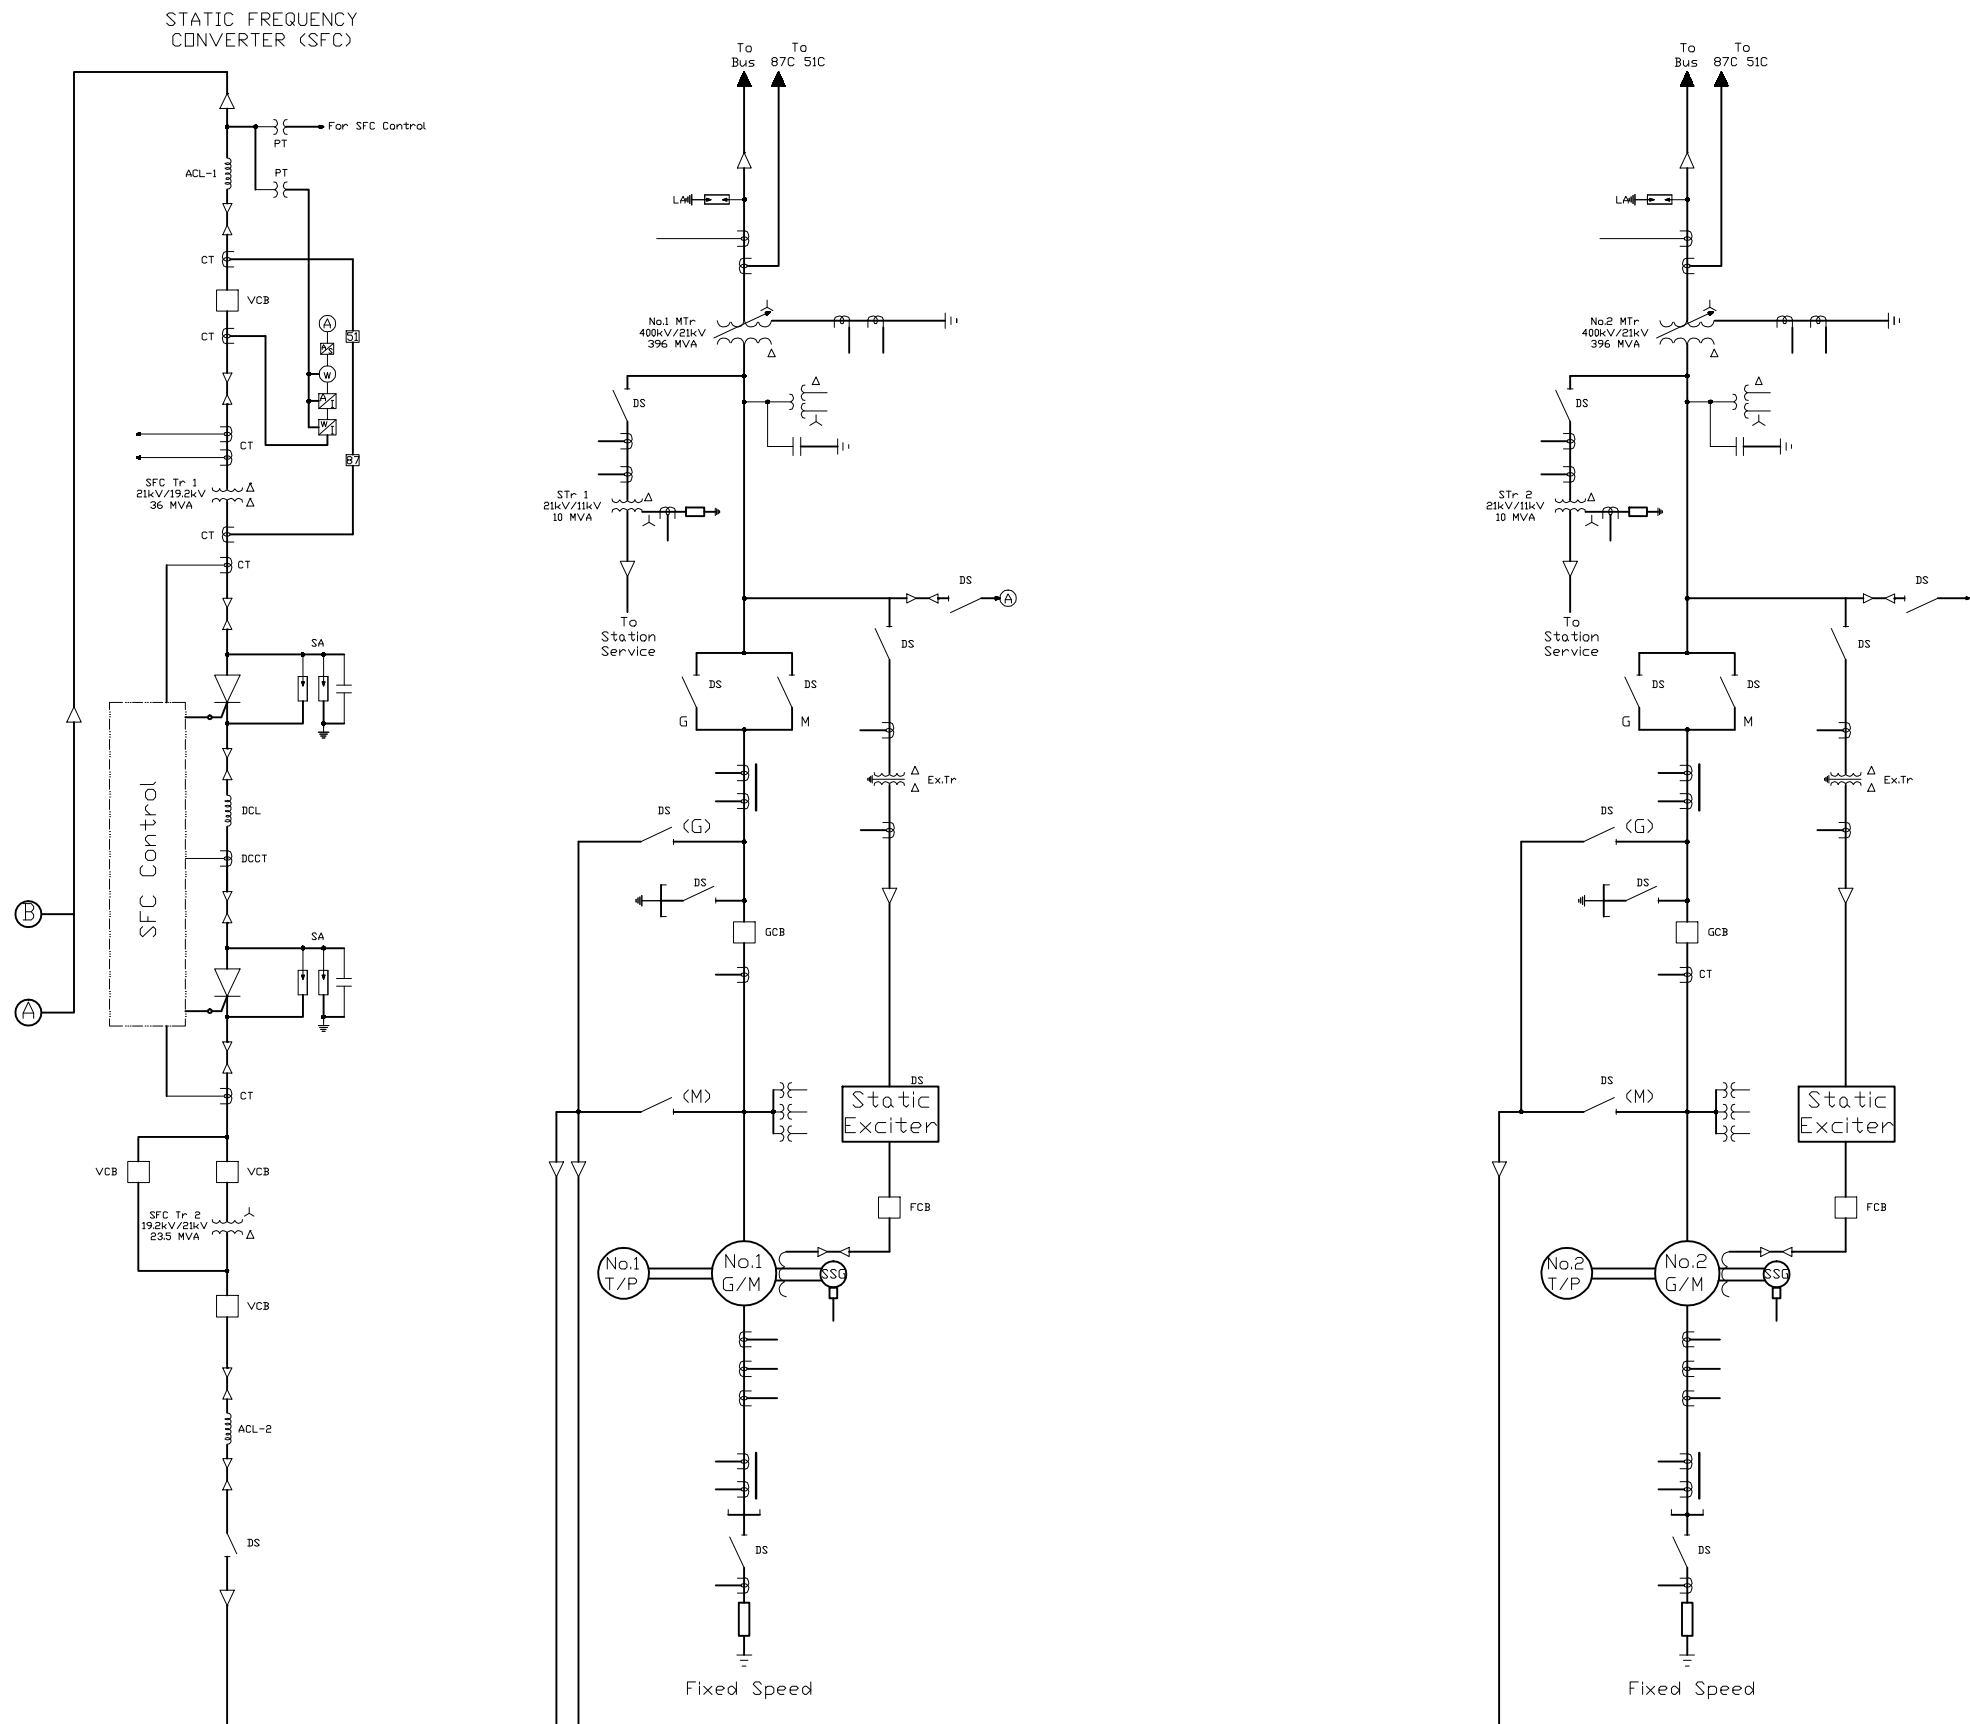 STATIC FREQUENCY
CONVERTER (SFC)
For SFC Control
PT
ACL-1
PT
CT
VCB
A
51
CT
AS
W
A
I
W
I
CT
87
SFC Tr 1
21kV/19.2kV
36 MVA
CT
CT
SA
SFC Control
DCL
DCCT
B
SA
A
CT
VCB
VCB
SFC Tr 2
19.2kV/21kV
23.5 MVA
VCB
ACL-2
DS
To
Bus
To
87C 51C
LA
No.1 MTr
400kV/21kV
396 MVA
DS
STr 1
21kV/11kV
10 MVA
To
Station
Service
DS
A
DS
DS
DS
G
M
Ex.Tr
DS
(G)
DS
GCB
(M)
DS
Static
Exciter
FCB
No.1
T/P
No.1
G/M
SSG
DS
Fixed Speed
To
Bus
To
87C 51C
LA
No.2 MTr
400kV/21kV
396 MVA
DS
STr 2
21kV/11kV
10 MVA
To
Station
Service
DS
DS
DS
DS
G
M
Ex.Tr
DS
(G)
DS
GCB
CT
DS
(M)
Static
Exciter
FCB
No.2
T/P
No.2
G/M
SSG
DS
Fixed Speed